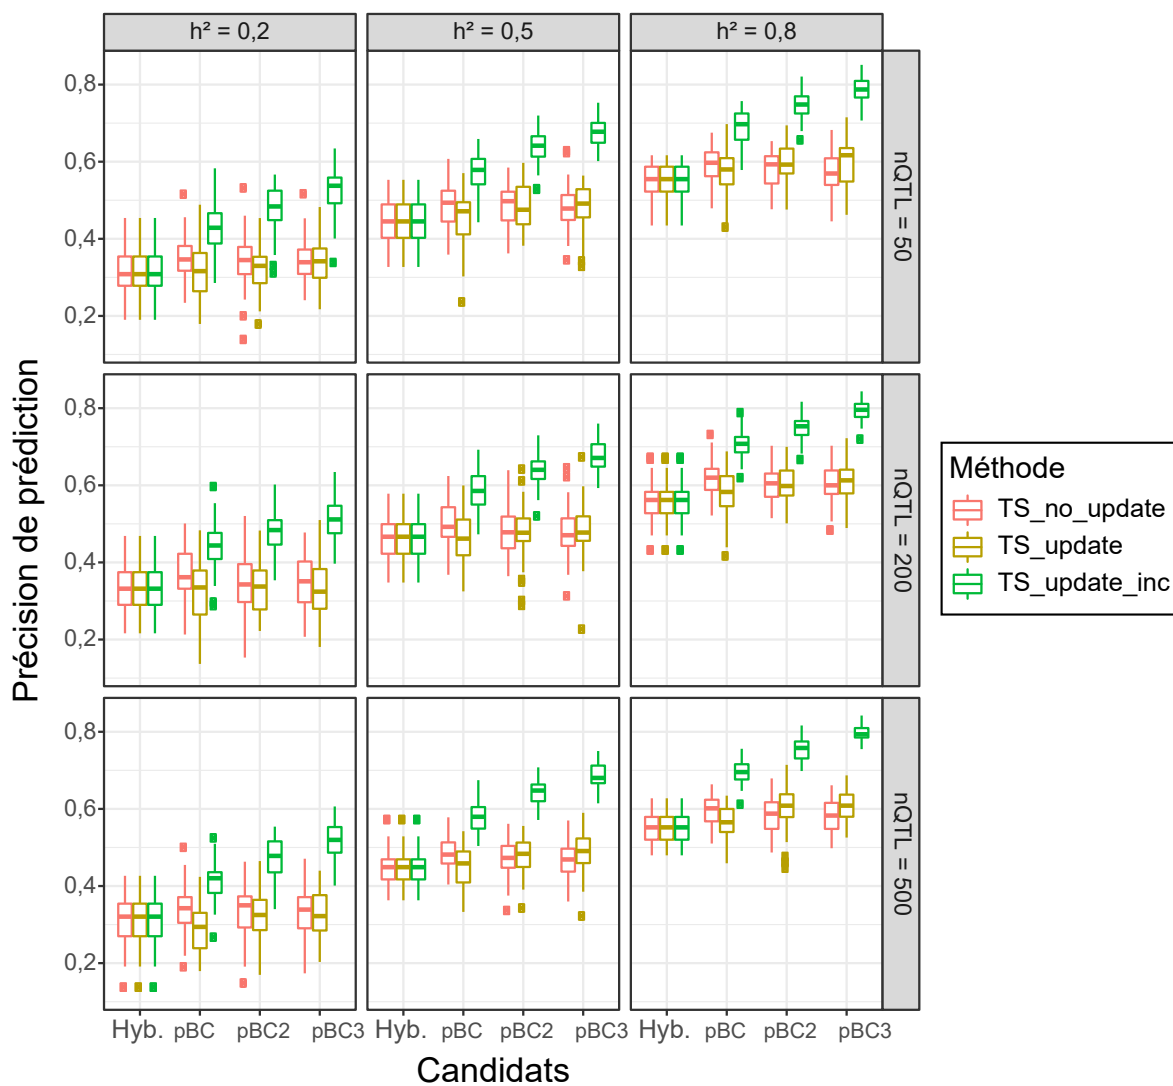 h² = 0,2
h² = 0,5
h² = 0,8
0,8
0,6
0,4
0,2
nQTL = 50
0,8
0,6
0,4
0,2
nQTL = 200
0,8
0,6
0,4
0,2
nQTL = 500
Précision de prédiction
Hyb. pBC pBC2 pBC3
Hyb. pBC pBC2 pBC3
Hyb. pBC pBC2 pBC3
Candidats
Méthode
TS_no_update
TS_update
TS_update_inc